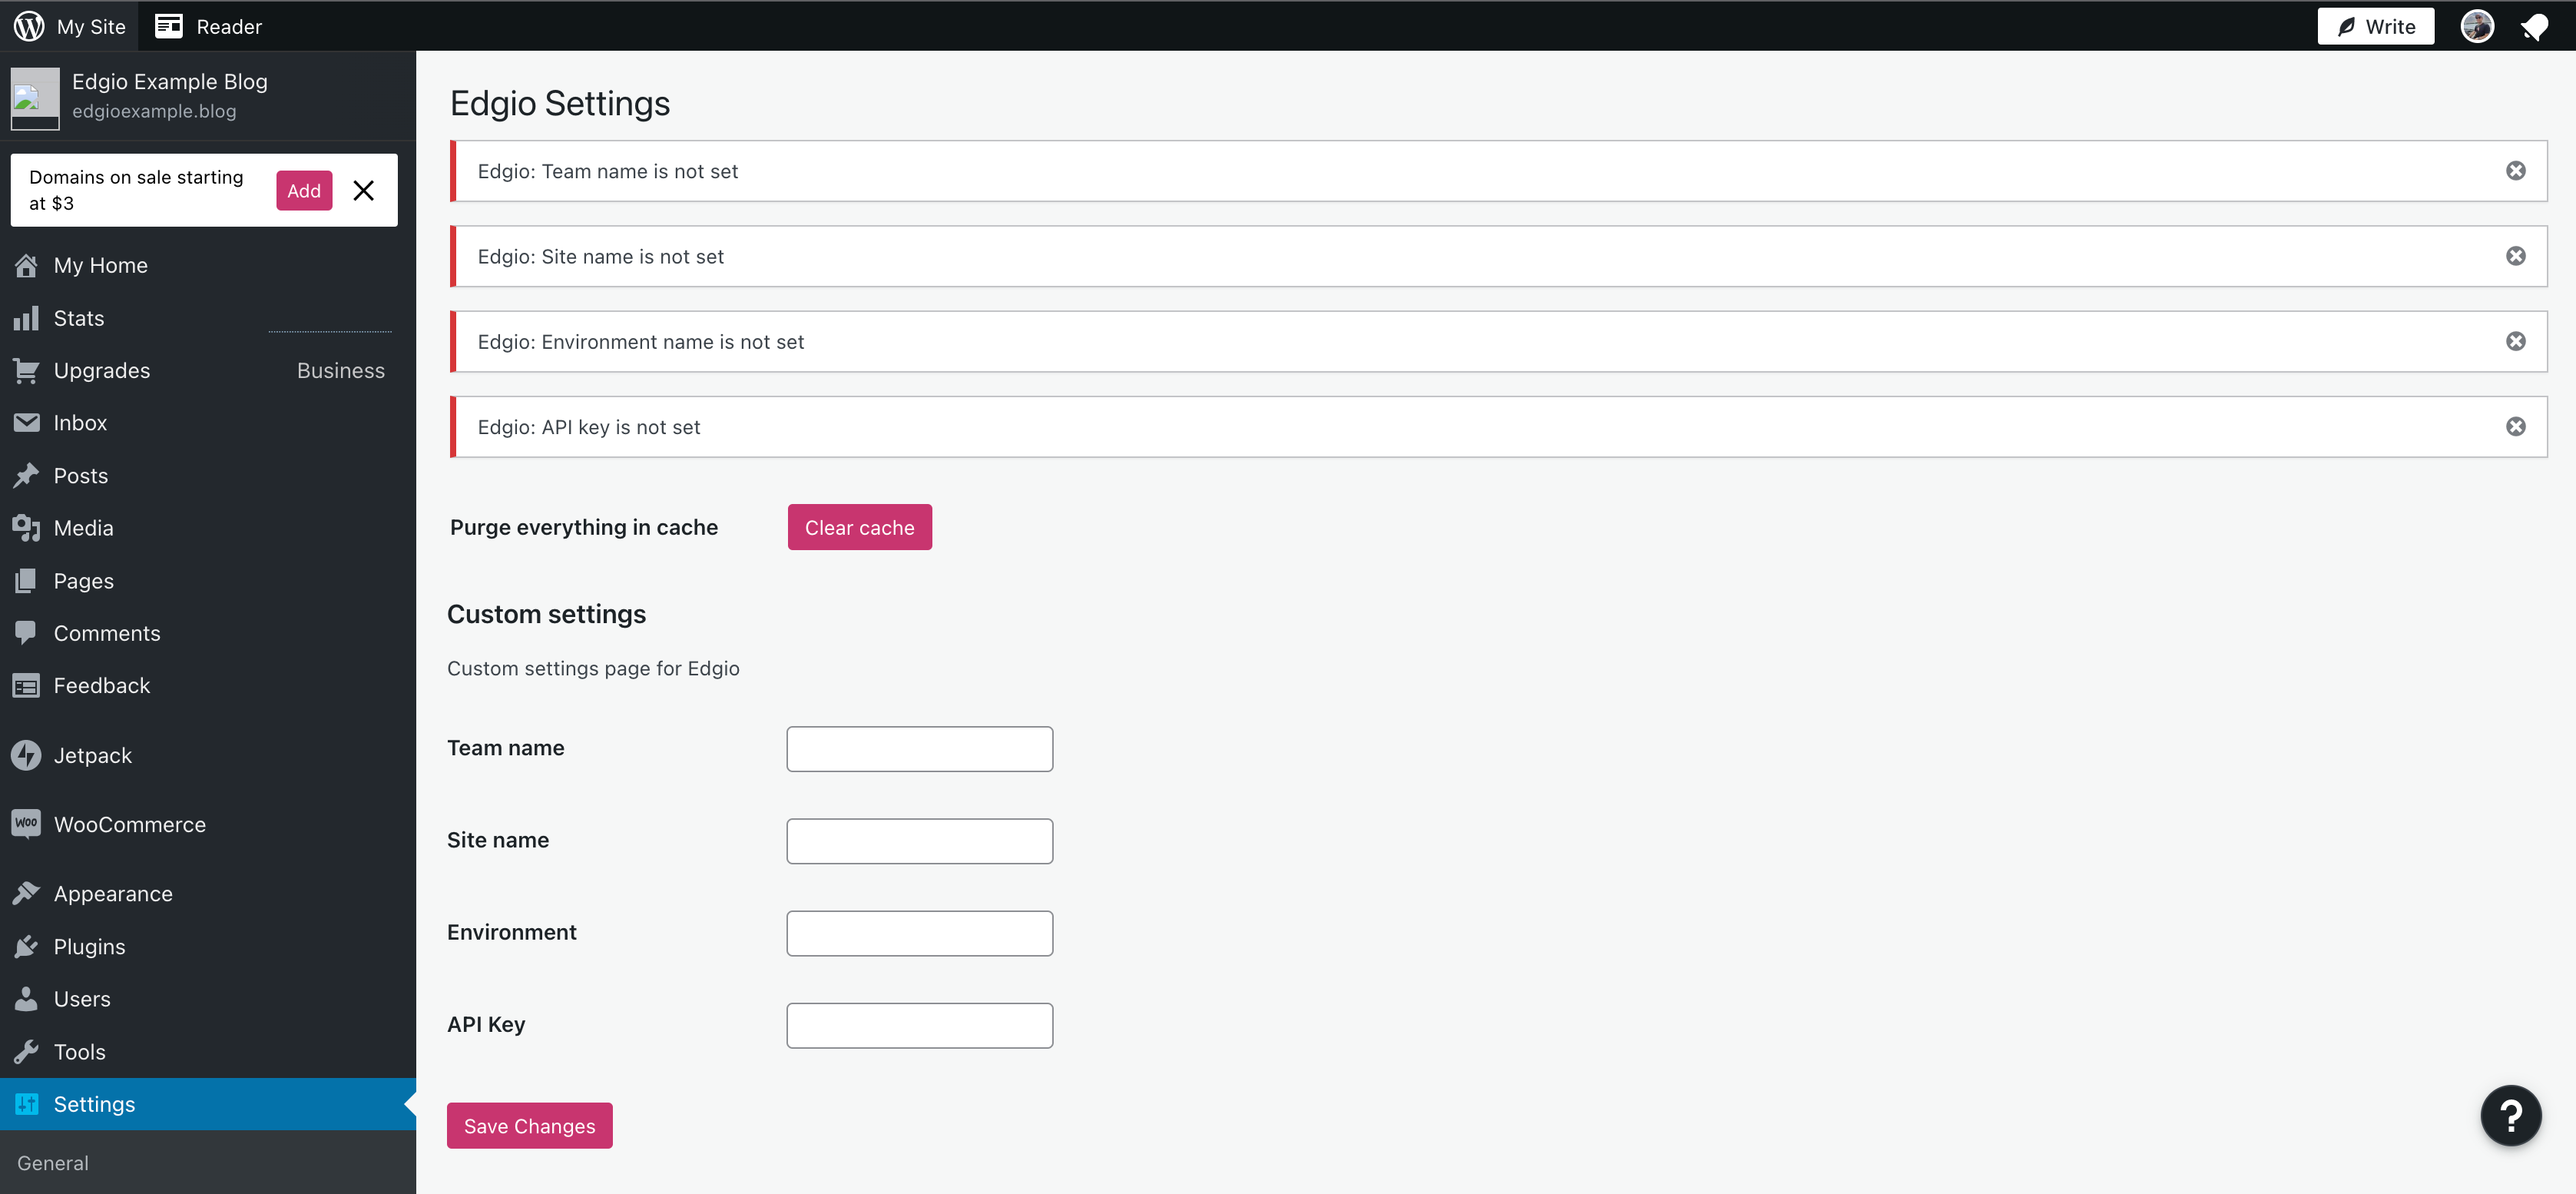 My Site
Reader
Write
Edgio Example Blog
edgioexample.blog
Domains on sale starting
at $3
Add
My Home
Stats
Upgrades
Business
Inbox
Posts
Media
Pages
Comments
Feedback
Jetpack
Woo
WooCommerce
Appearance
Plugins
Users
Tools
Settings
General
Edgio Settings
Edgio: Team name is not set
Edgio: Site name is not set
Edgio: Environment name is not set
Edgio: API key is not set
Purge everything in cache
Clear cache
Custom settings
Custom settings page for Edgio
Team name
Site name
Environment
API Key
Save Changes
?